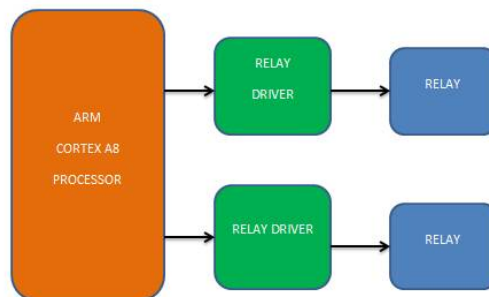 ARM
CORTEX A8
PROCESSOR
RELAY
DRIVER
RELAY
RELAY DRIVER
RELAY